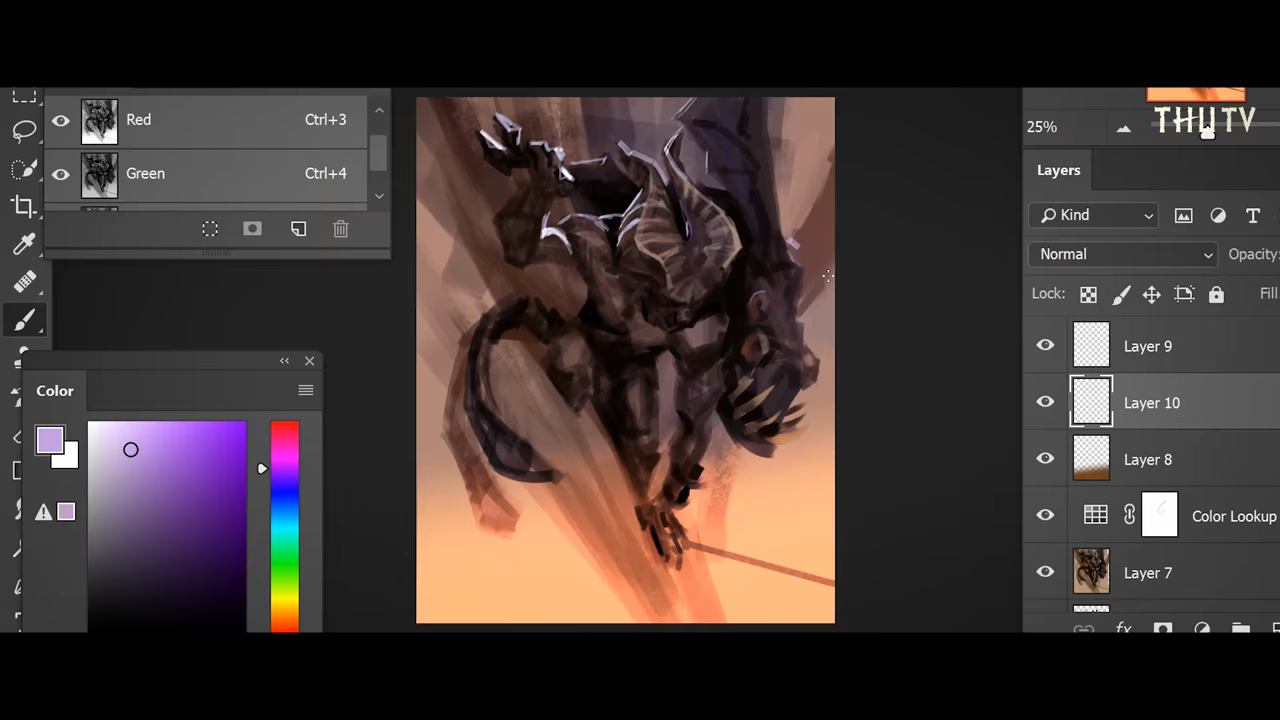 THUTV
Red Ctrl+3
Green Ctrl+4
25%
Layers
Kind
T
Normal Opacity:
Lock: Fill
Layer 9
Layer 10
Layer 8
Color Lookup
Layer 7
fx
Color